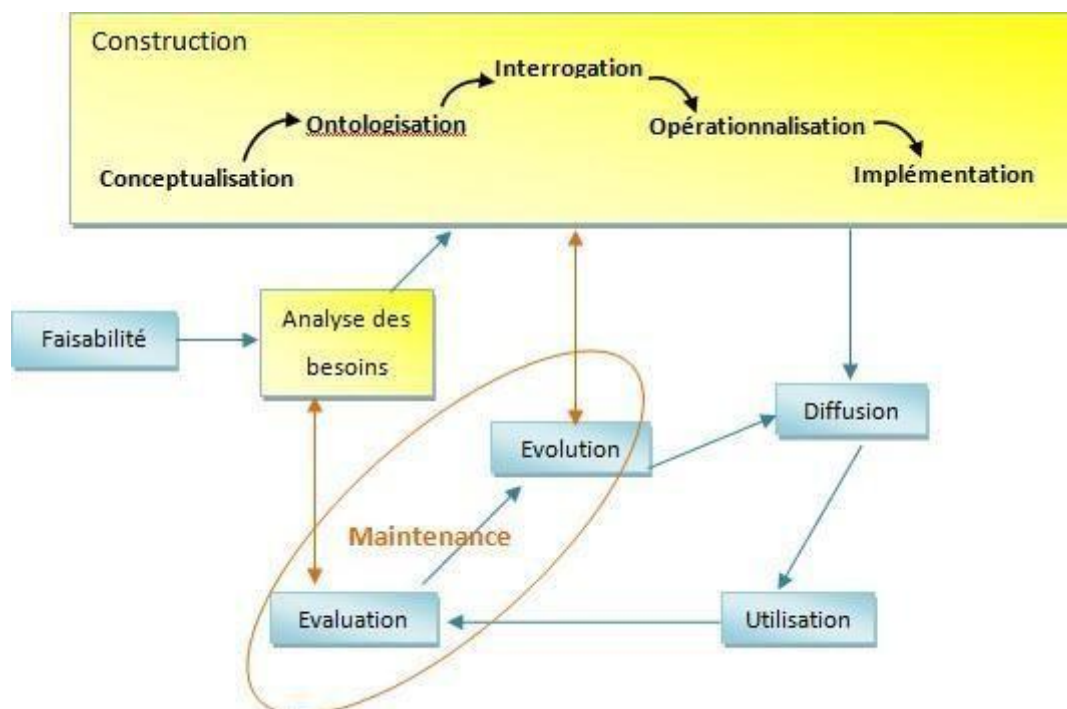 Construction
Interrogation
Ontologisation
Opérationnalisation
Conceptualisation
Implémentation
Analyse des
besoins
Faisabilité
Diffusion
Evolution
Maintenance
Evaluation
Utilisation